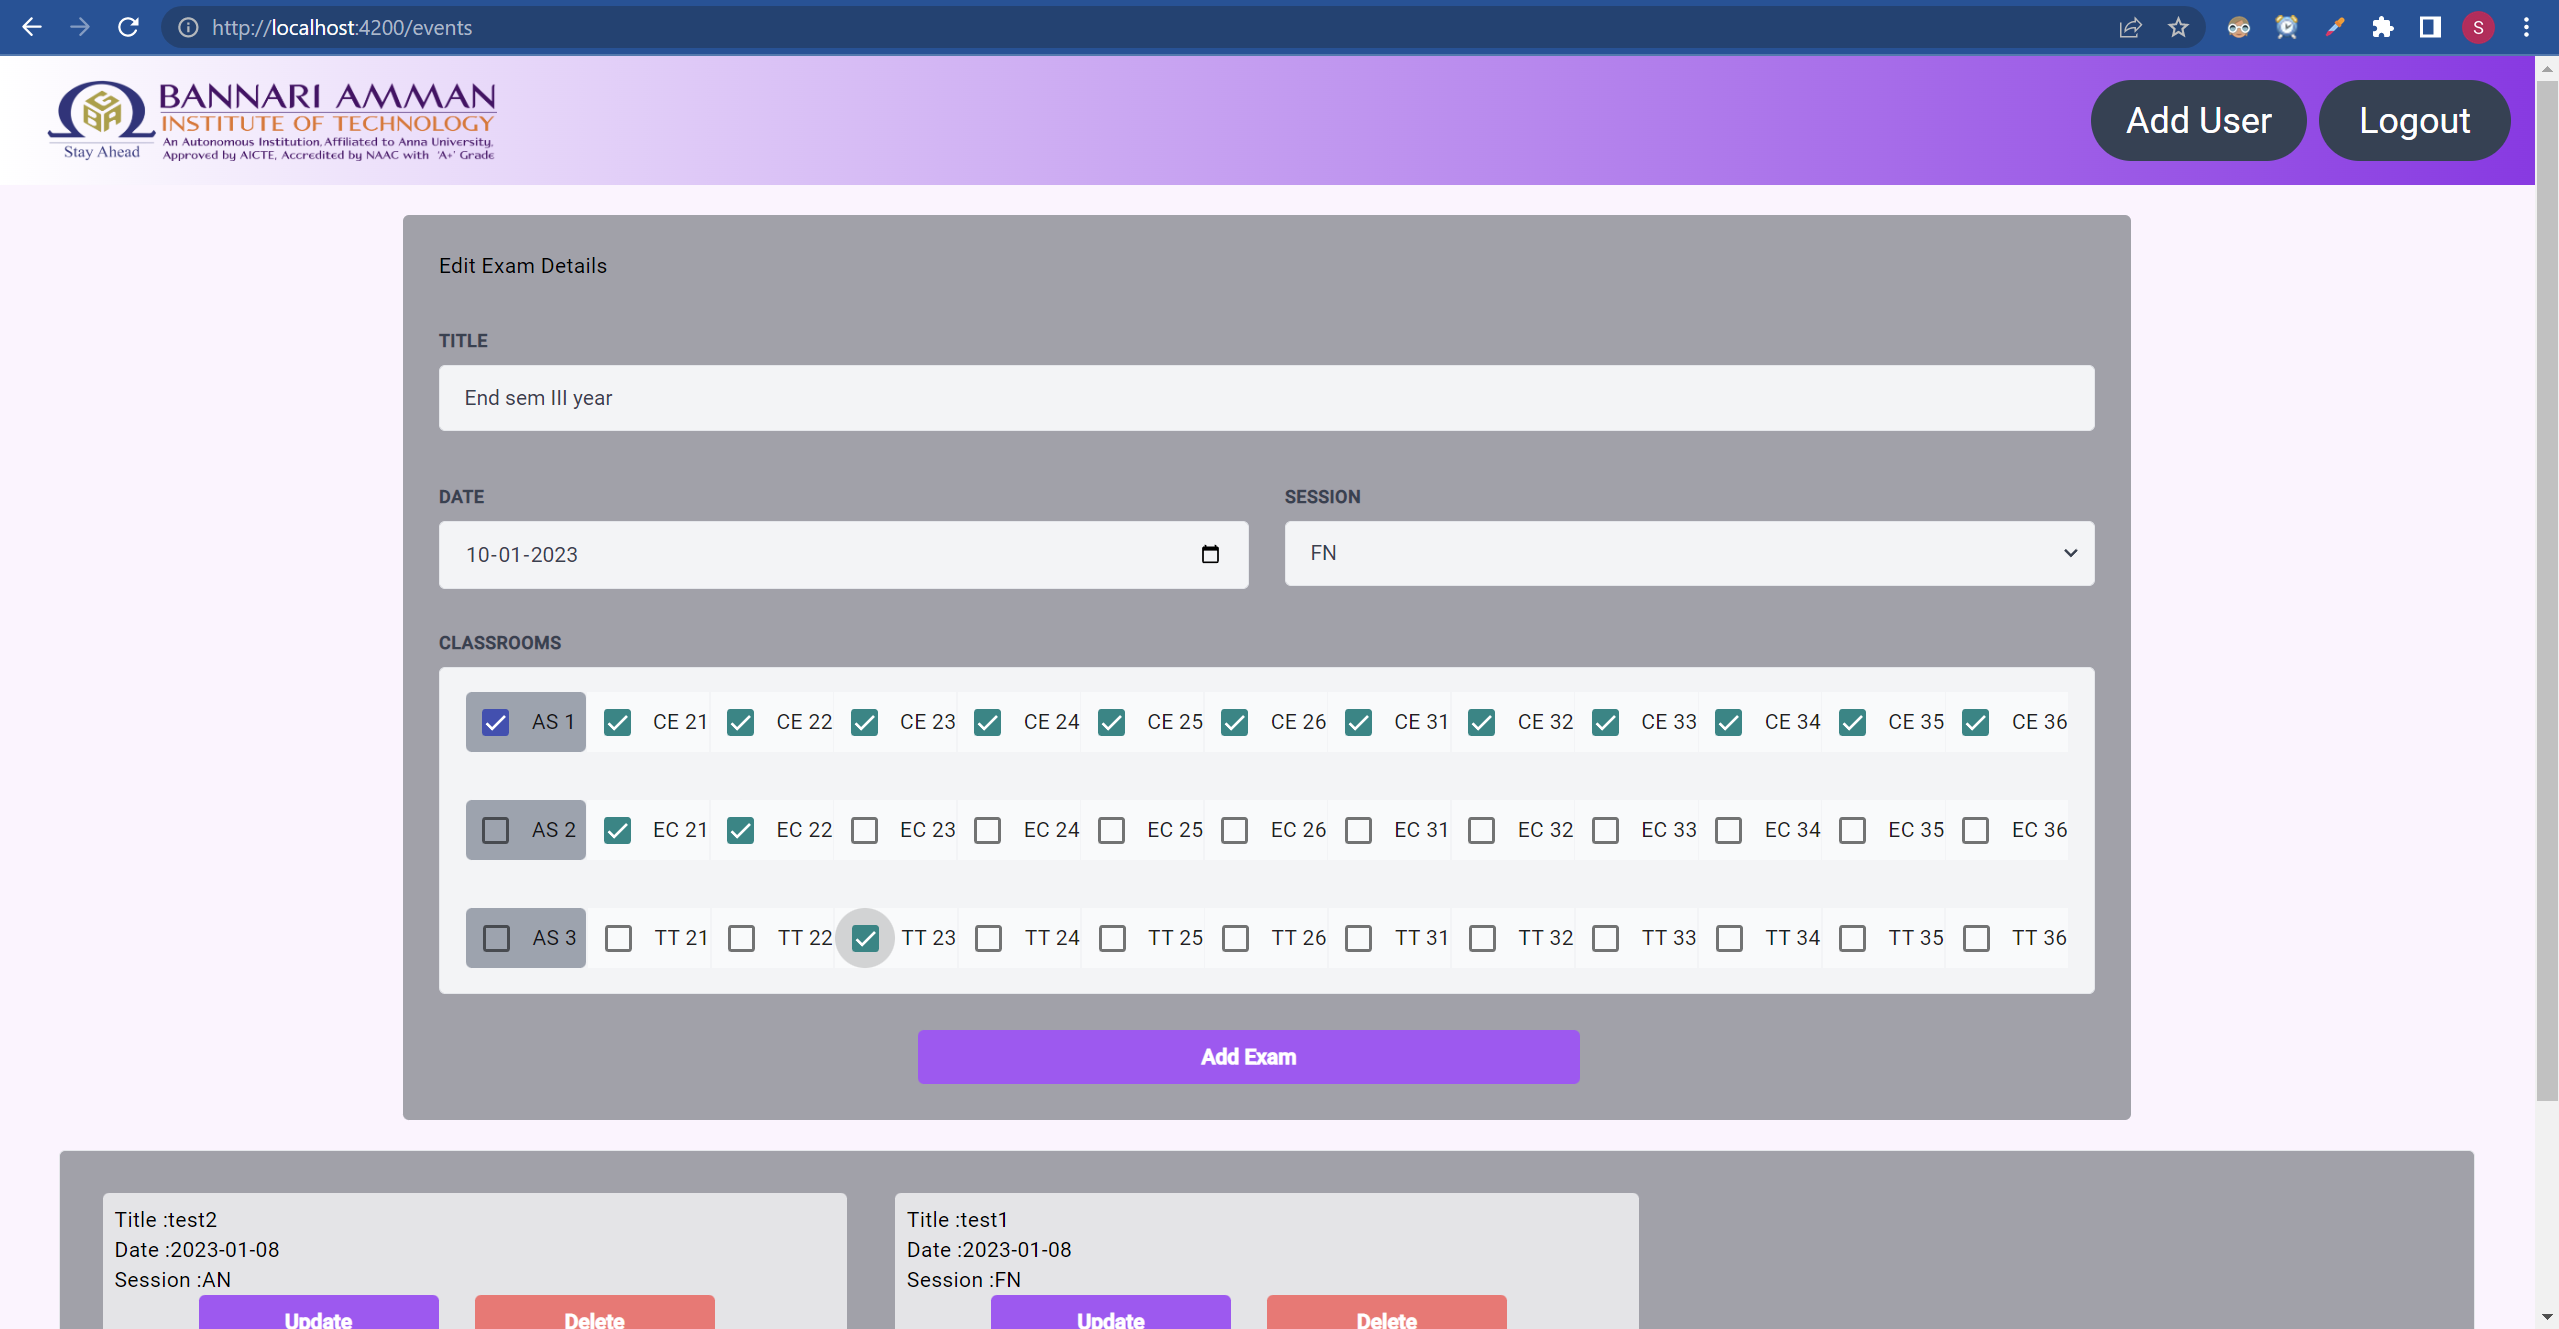 http://localhost:4200/events
S
BANNARI AMMAN
INSTITUTE OF TECHNOLOGY
An Autonomous Institution, Affiliated to Anna University,
Stay Ahead
Approved by AICTE, Accredited by NAAC with 'A+' Grade
Add User
Logout
Edit Exam Details
TITLE
End sem III year
DATE
SESSION
10-01-2023
FN
CLASSROOMS
AS 1 CE 21 CE 22 CE 23 CE 24 CE 25 CE 26 CE 31 CE 32 CE 33 CE 34 CE 35 CE 36
AS 2 EC 21 EC 22 EC 23 EC 24 EC 25 EC 26 EC 31 EC 32 EC 33 EC 34 EC 35 EC 36
AS 3 TT 21 TT 22 TT 23 TT 24 TT 25 TT 26 TT 31 TT 32 TT 33 TT 34 TT 35 TT 36
Add Exam
Title :test2
Date :2023-01-08
Session :AN
Update
Delete
Title :test1
Date :2023-01-08
Session :FN
Update
Delete